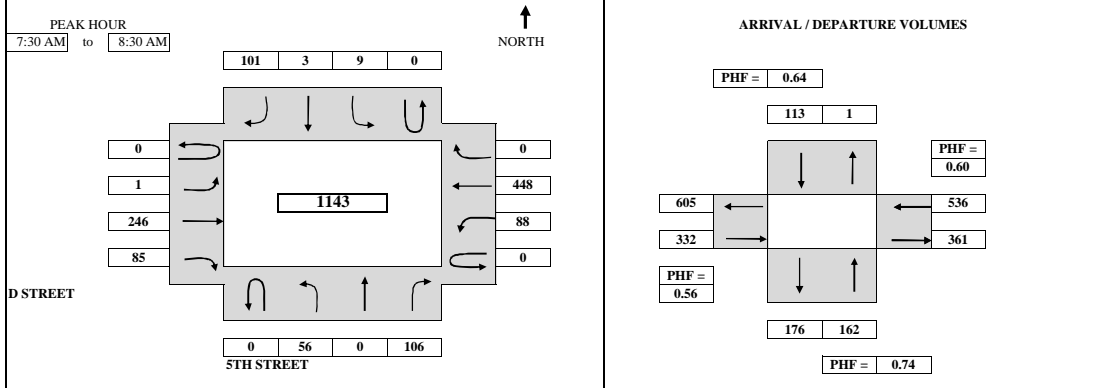 PEAK HOUR
7:30 AM to 8:30 AM
NORTH
101 3 9 0
0 0
1 448
1143
246 88
85 0
D STREET
0 56 0 106
5TH STREET
ARRIVAL / DEPARTURE VOLUMES
PHF = 0.64
113 1
PHF =
0.60
605 536
332 361
PHF =
0.56
176 162
PHF = 0.74